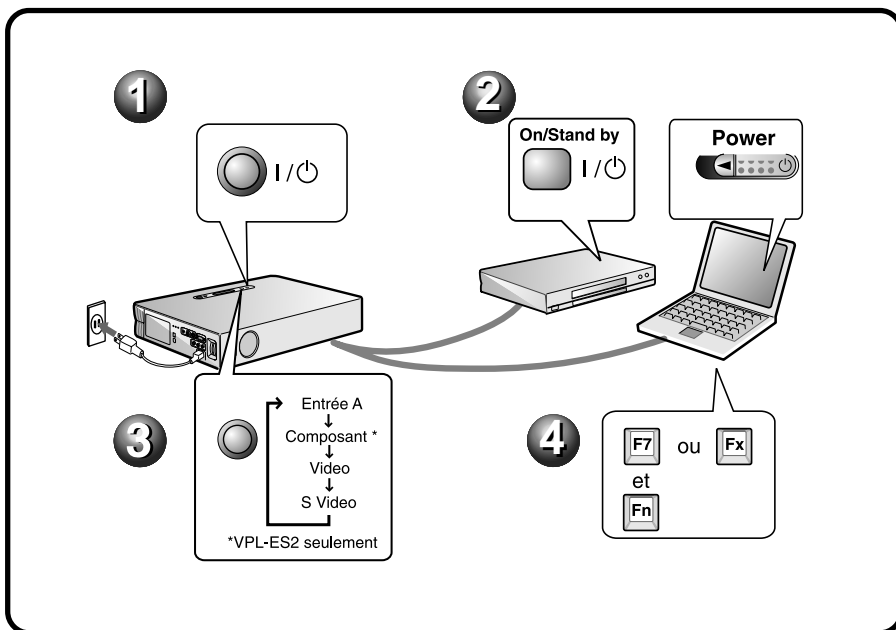 1
I / ⏻
2
On/Stand by
I / ⏻
Power
3
Entrée A
Composant *
Video
S Video
*VPL-ES2 seulement
4
F7 ou Fx
et
Fn